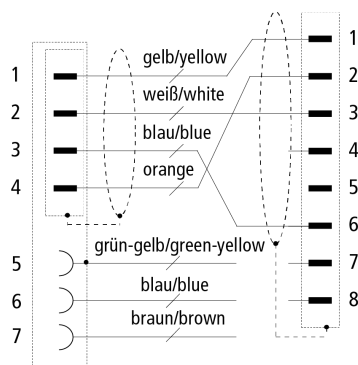 gelb/yellow
weiß/white
blau/blue
orange
grün-gelb/green-yellow
blau/blue
braun/brown
1
2
3
4
5
6
7
1
2
3
4
5
6
7
8